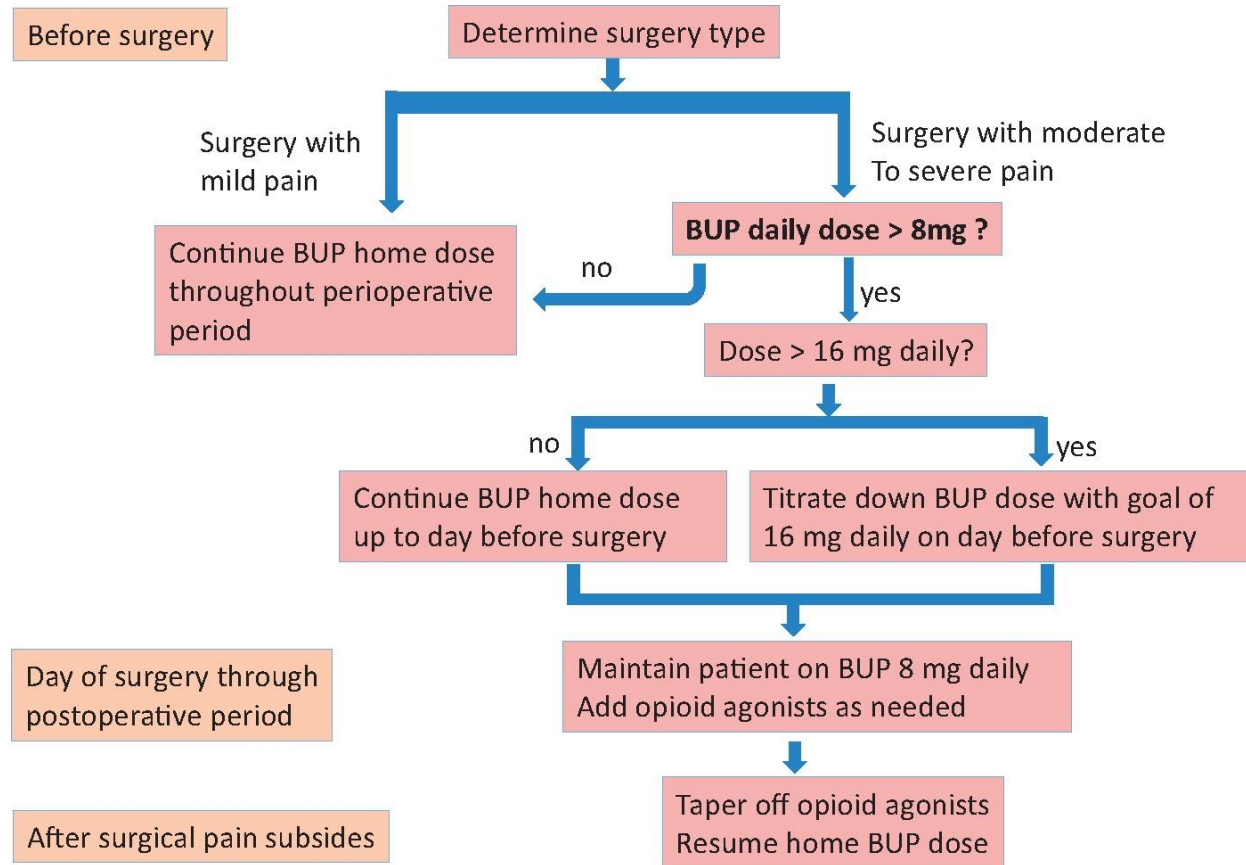 Before surgery
Determine surgery type
Surgery with
mild pain
Surgery with moderate
To severe pain
Continue BUP home dose
throughout perioperative
period
BUP daily dose > 8mg ?
no
yes
Dose > 16 mg daily?
no
yes
Continue BUP home dose
up to day before surgery
Titrate down BUP dose with goal of
16 mg daily on day before surgery
Day of surgery through
postoperative period
Maintain patient on BUP 8 mg daily
Add opioid agonists as needed
After surgical pain subsides
Taper off opioid agonists
Resume home BUP dose